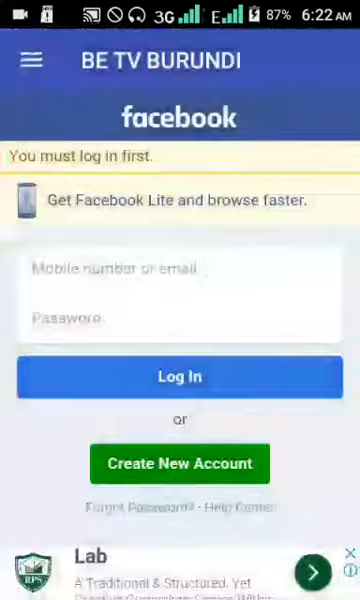 3G E 87% 6:22 AM
BE TV BURUNDI
facebook
You must log in first.
Get Facebook Lite and browse faster.
Mobile number or email
Password
Log In
or
Create New Account
Forgot Password? · Help Center
Lab
A Traditional & Structured, Yet
RPS